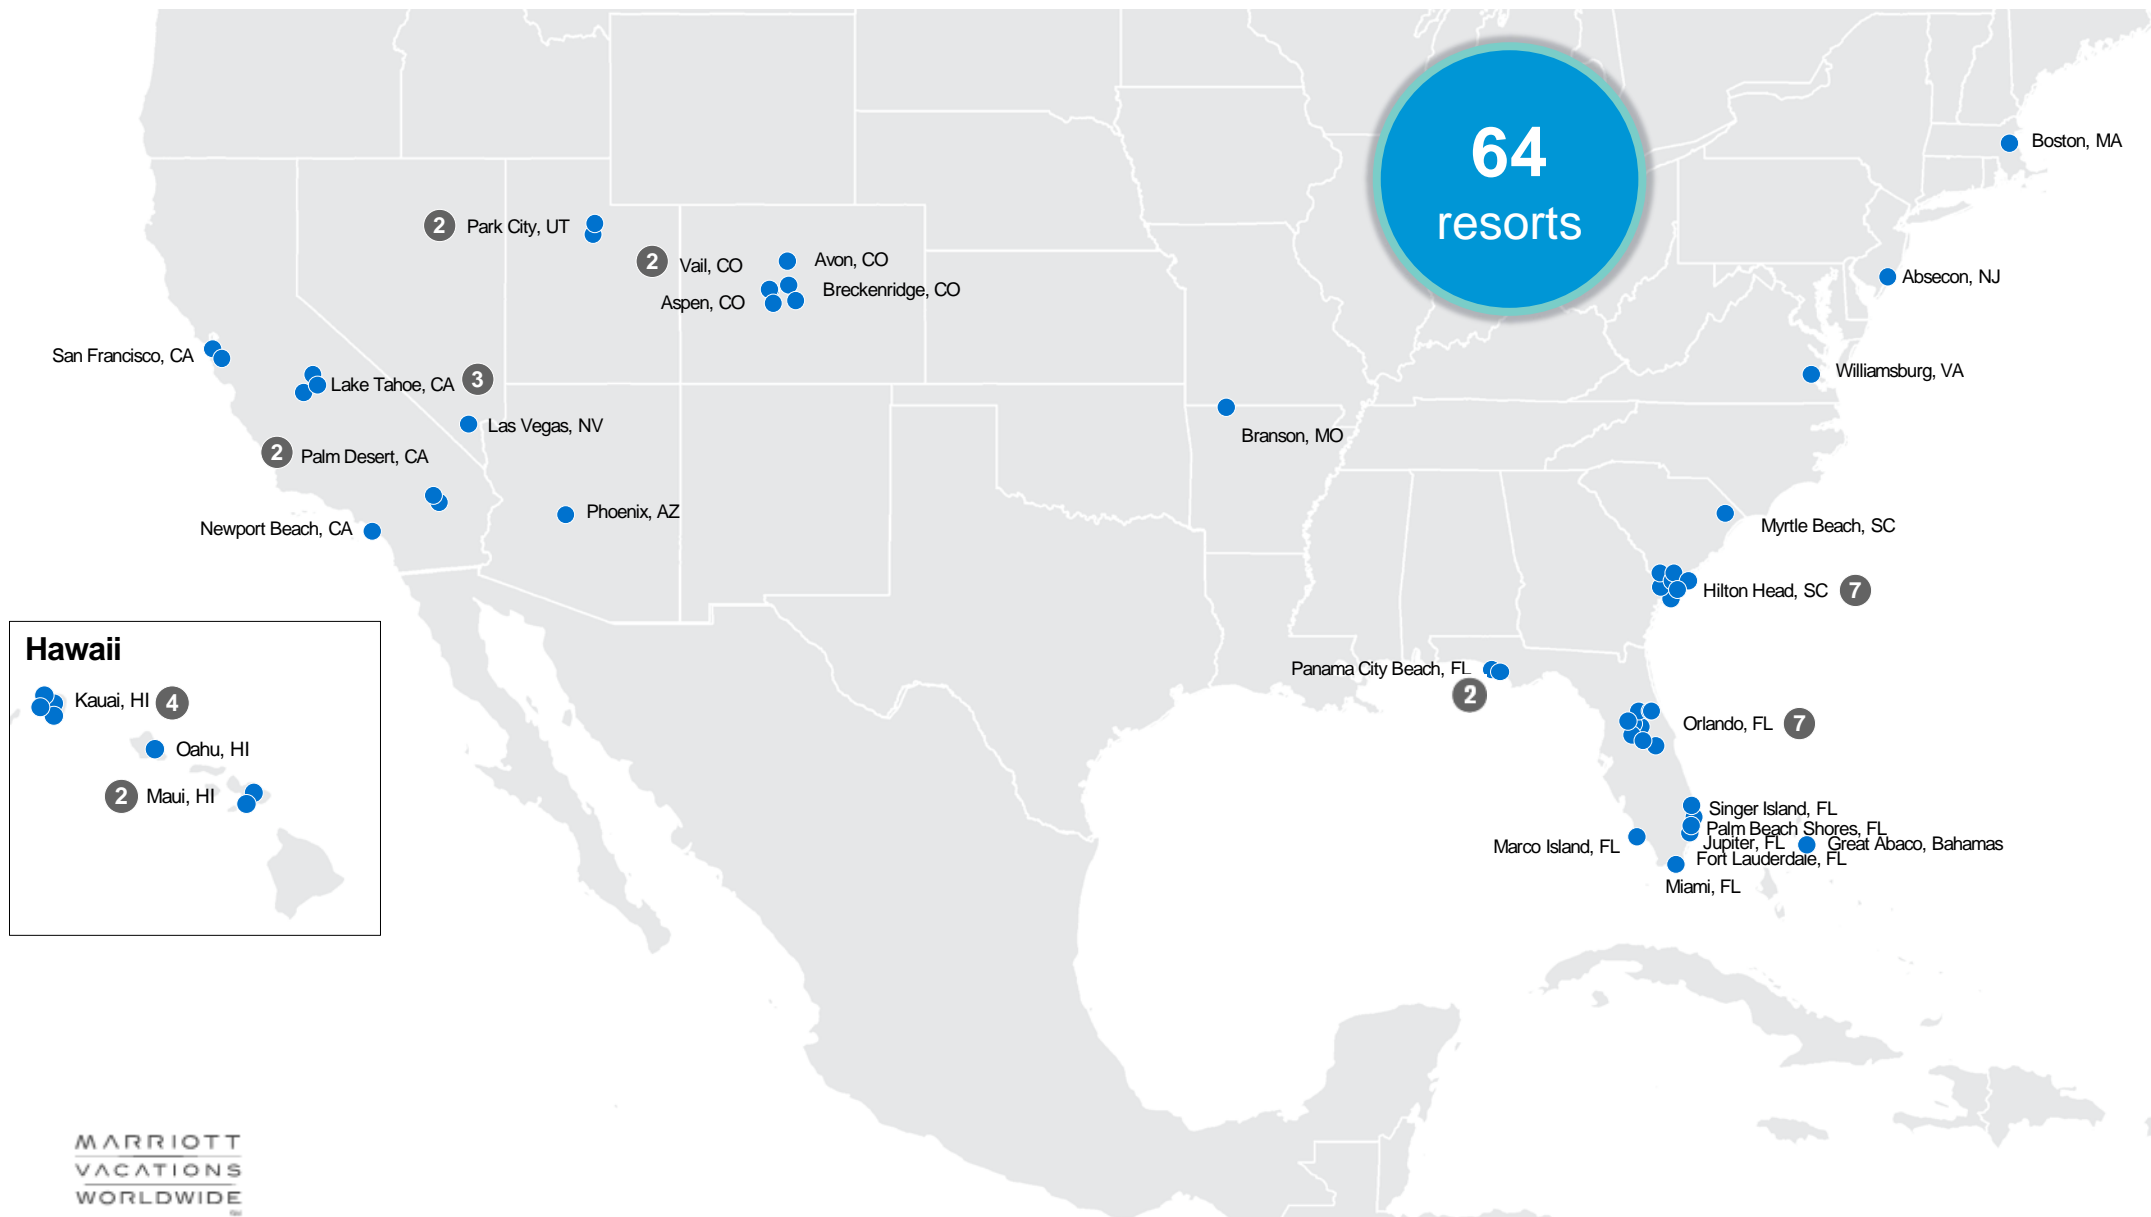 64
resorts
Boston, MA
2 Park City, UT
2 Vail, CO
Avon, CO
Aspen, CO
Breckenridge, CO
Absecon, NJ
San Francisco, CA
Lake Tahoe, CA 3
Williamsburg, VA
Las Vegas, NV
Branson, MO
2 Palm Desert, CA
Phoenix, AZ
Newport Beach, CA
Myrtle Beach, SC
Hilton Head, SC 7
Hawaii
Kauai, HI 4
Oahu, HI
2 Maui, HI
Panama City Beach, FL
2
Orlando, FL 7
Singer Island, FL
Palm Beach Shores, FL
Marco Island, FL
Jupiter, FL
Great Abaco, Bahamas
Fort Lauderdale, FL
Miami, FL
MARRIOTT
VACATIONS
WORLDWIDE